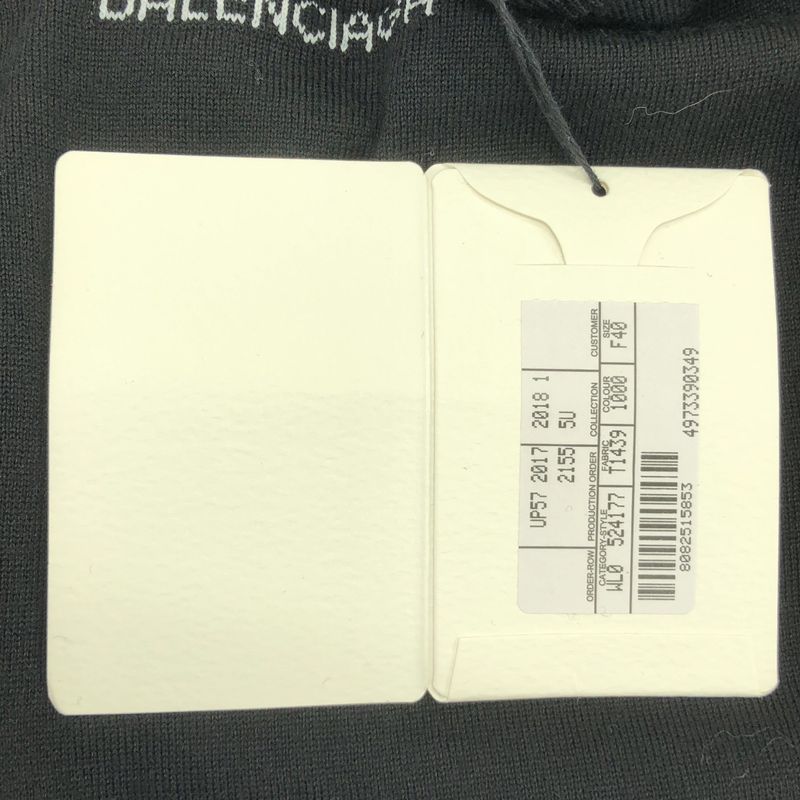 BALENCIAGA
CUSTOMER
UP57 2017 2018 1
2155 5U
ORDER-ROW PRODUCTION ORDER COLLECTION
CATEGORY-STYLE FABRIC COLOUR SIZE
WL0 524177 T1439 1000 F40
8082515853 4973390349